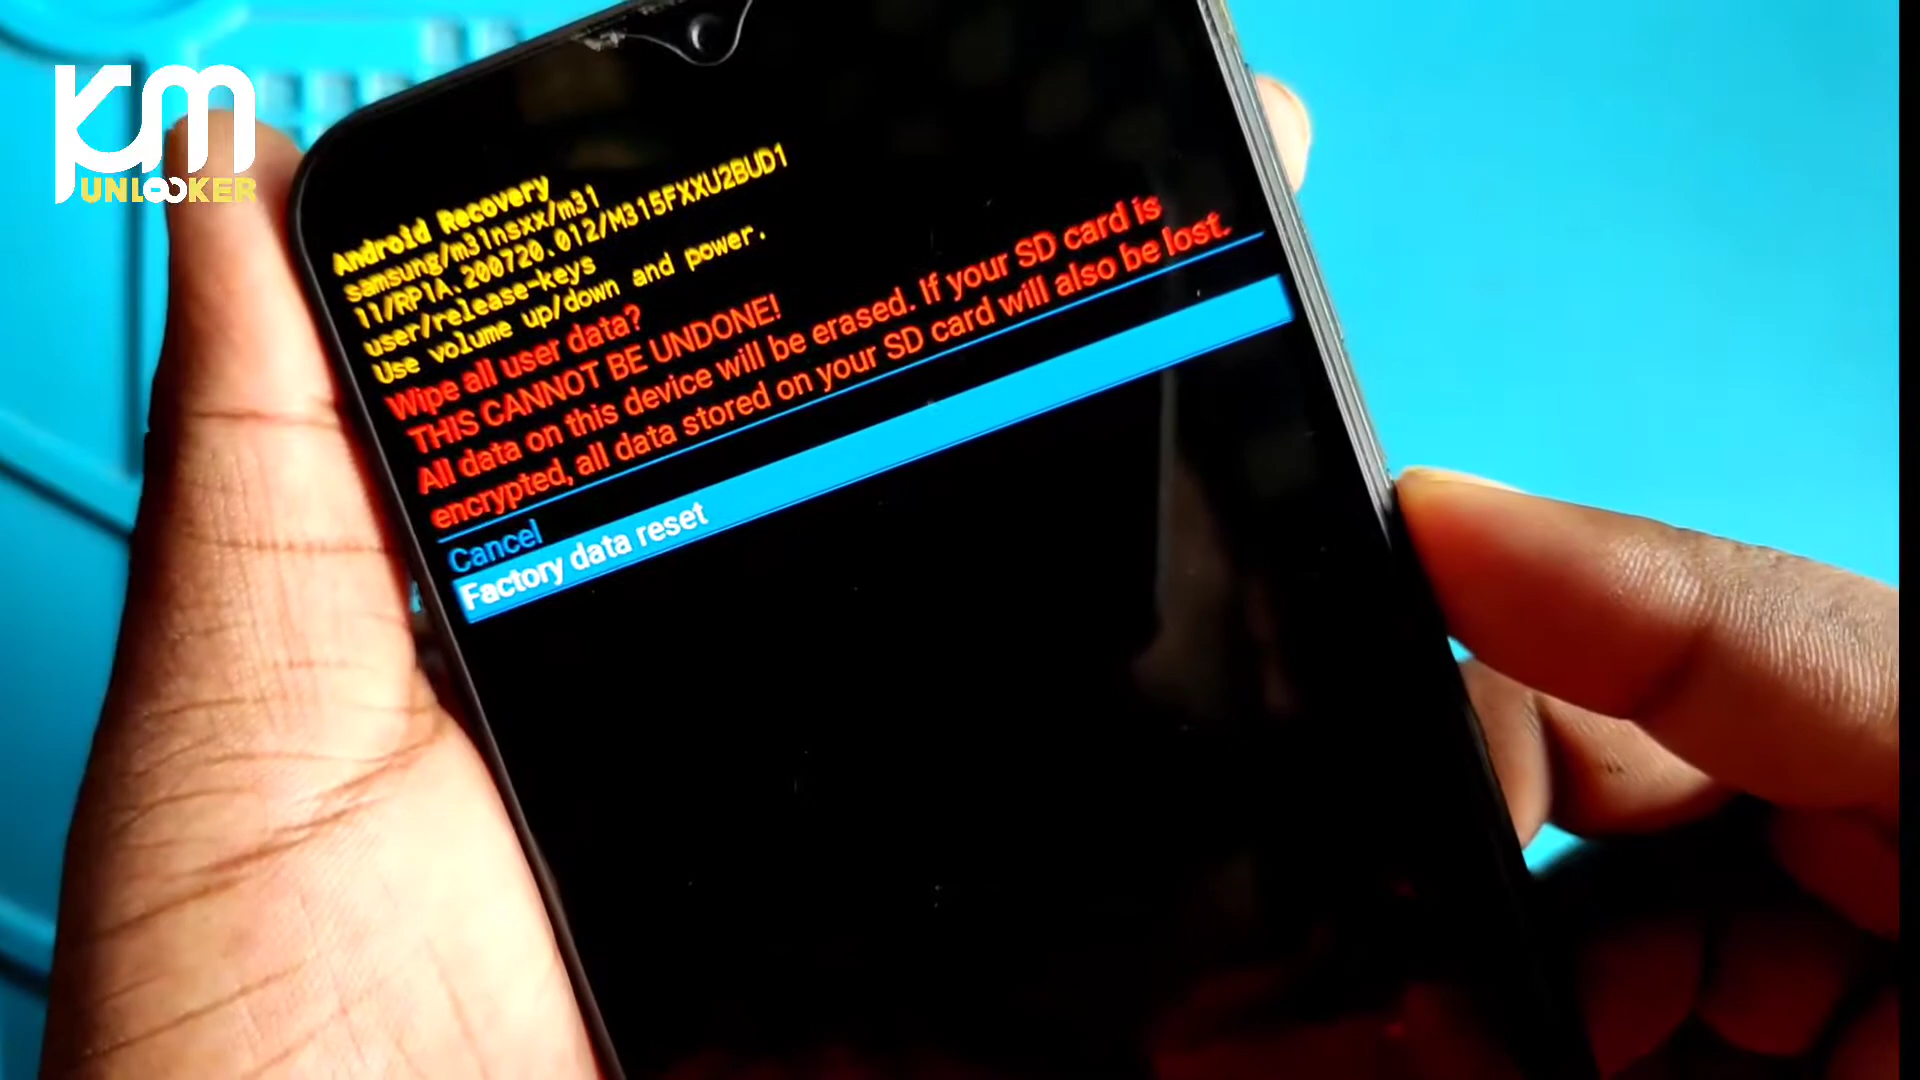 KM
UNLOOKER
Android Recovery
samsung/m31nsxx/m31
11/RP1A.200720.012/M315FXXU2BUD1
user/release-keys
Use volume up/down and power.
Wipe all user data?
THIS CANNOT BE UNDONE!
All data on this device will be erased. If your SD card is
encrypted, all data stored on your SD card will also be lost.
Cancel
Factory data reset